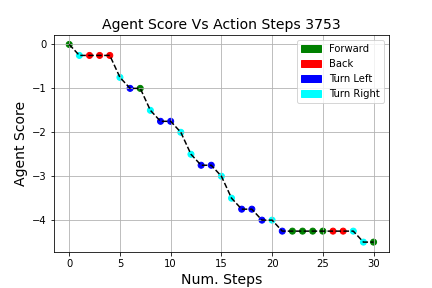 Agent Score Vs Action Steps 3753
Forward
Back
Turn Left
Turn Right
Agent Score
0
−1
−2
−3
−4
0 5 10 15 20 25 30
Num. Steps